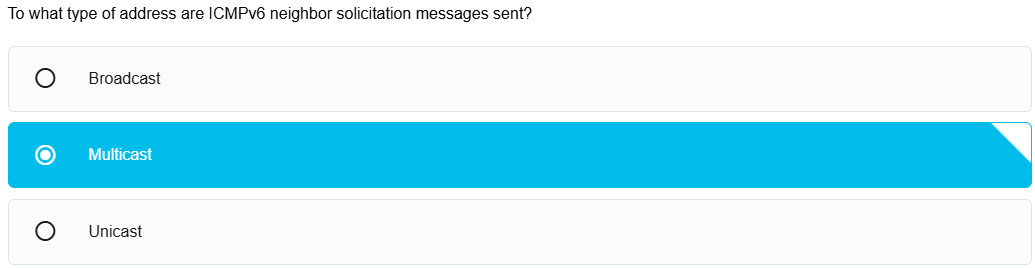 To what type of address are ICMPv6 neighbor solicitation messages sent?
Broadcast
Multicast
Unicast